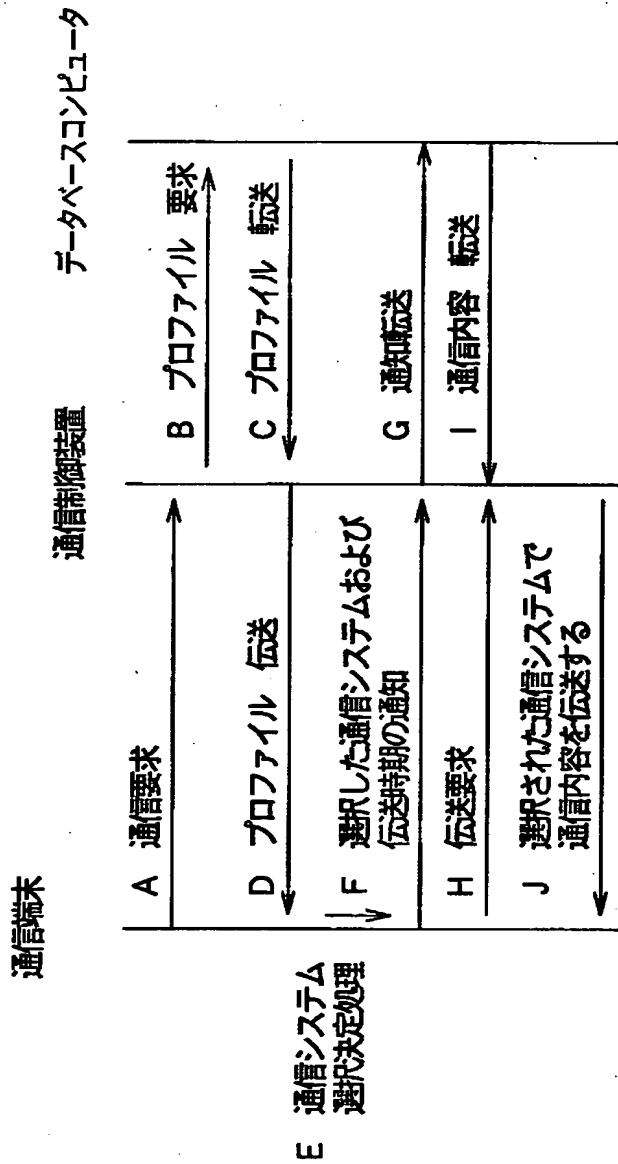 通信端末
通信制御装置
データベースコンピュータ
A 通信要求
B プロファイル 要求
C プロファイル 転送
D プロファイル 伝送
E 通信システム
選択決定処理
F 選択した通信システムおよび
伝送時期の通知
G 通知転送
H 伝送要求
I 通信内容 転送
J 選択された通信システムで
通信内容を伝送する